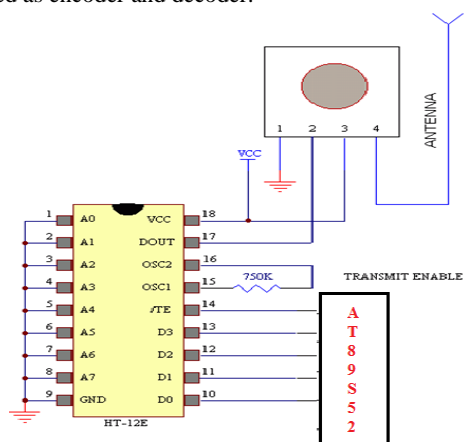 ed as encoder and decoder.
1 2 3 4
ANTENNA
VCC
1 A0 VCC 18
2 A1 DOUT 17
3 A2 OSC2 16
4 A3 OSC1 15
5 A4 /TE 14
6 A5 D3 13
7 A6 D2 12
8 A7 D1 11
9 GND D0 10
HT-12E
750K
TRANSMIT ENABLE
A
T
8
9
S
5
2